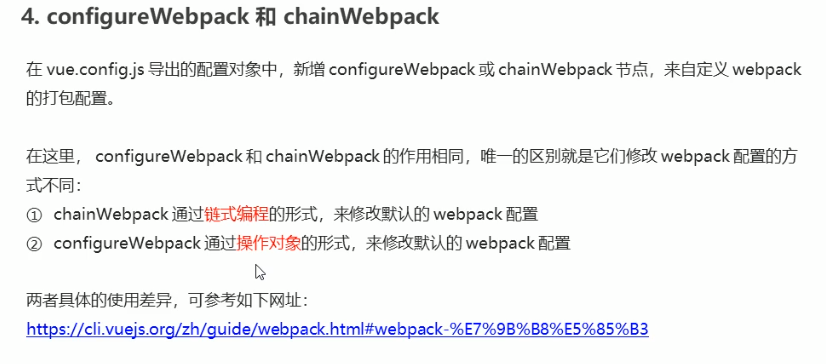 4. configureWebpack 和 chainWebpack
在 vue.config.js 导出的配置对象中，新增 configureWebpack 或 chainWebpack 节点，来自定义 webpack
的打包配置。
在这里， configureWebpack 和 chainWebpack 的作用相同，唯一的区别就是它们修改 webpack 配置的方
式不同：
① chainWebpack 通过链式编程的形式，来修改默认的 webpack 配置
② configureWebpack 通过操作对象的形式，来修改默认的 webpack 配置
两者具体的使用差异，可参考如下网址：
https://cli.vuejs.org/zh/guide/webpack.html#webpack-%E7%9B%B8%E5%85%B3